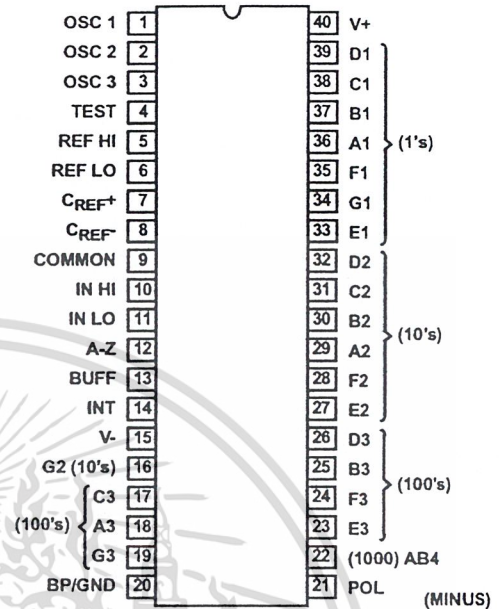 OSC 1 1 40 V+
OSC 2 2 39 D1
OSC 3 3 38 C1
TEST 4 37 B1
REF HI 5 36 A1 (1's)
REF LO 6 35 F1
CREF+ 7 34 G1
CREF- 8 33 E1
COMMON 9 32 D2
IN HI 10 31 C2
IN LO 11 30 B2
A-Z 12 29 A2 (10's)
BUFF 13 28 F2
INT 14 27 E2
V- 15 26 D3
G2 (10's) 16 25 B3
C3 17 24 F3 (100's)
(100's) A3 18 23 E3
G3 19 22 (1000) AB4
BP/GND 20 21 POL
(MINUS)